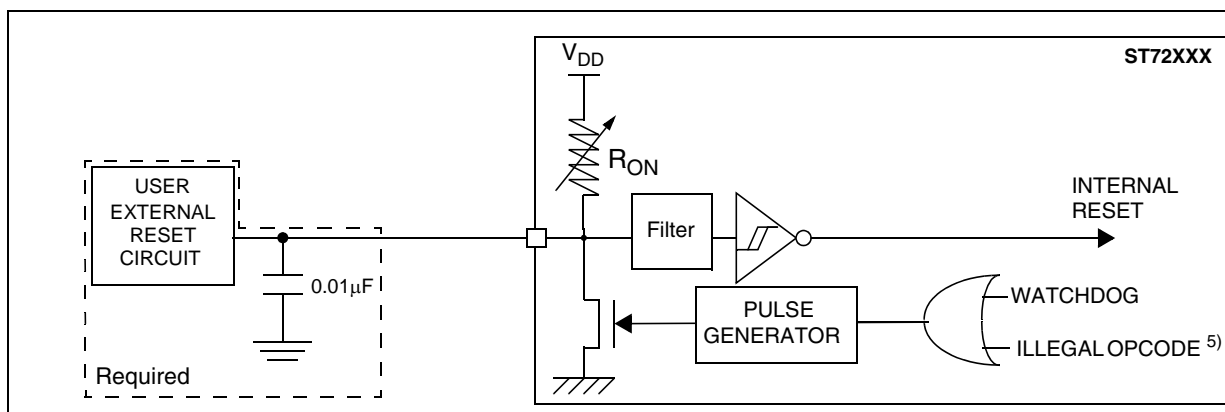 V_DD
ST72XXX
R_ON
USER
EXTERNAL
RESET
CIRCUIT
0.01μF
Required
Filter
INTERNAL
RESET
PULSE
GENERATOR
WATCHDOG
ILLEGAL OPCODE 5)